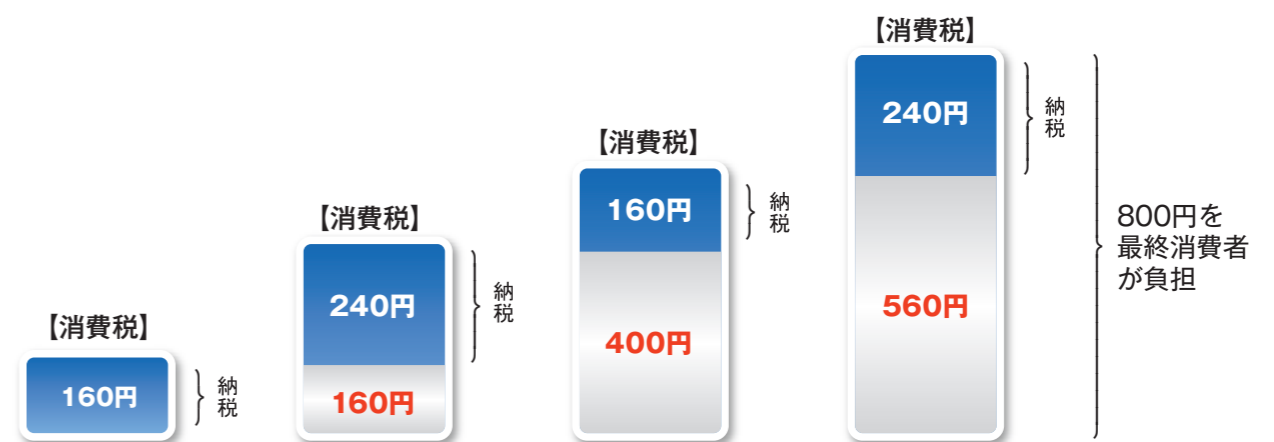 【消費税】
160円
納税
【消費税】
240円
納税
160円
【消費税】
160円
納税
400円
【消費税】
240円
納税
560円
800円を
最終消費者
が負担